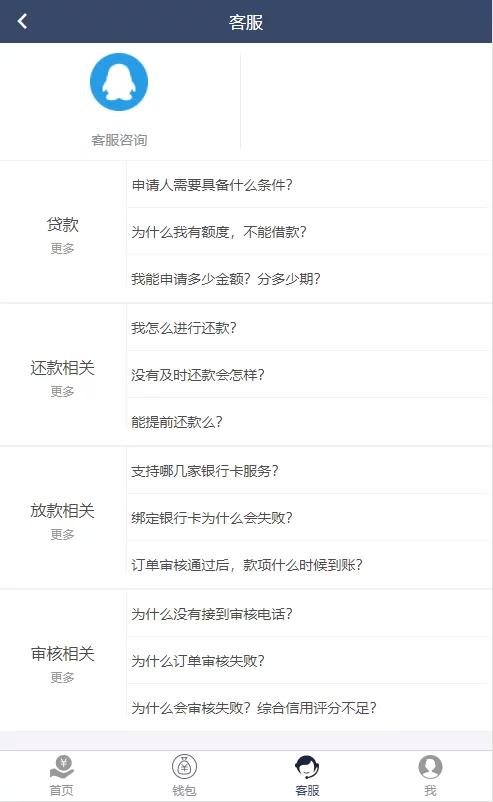 客服
客服咨询
贷款
更多
申请人需要具备什么条件？
为什么我有额度，不能借款？
我能申请多少金额？分多少期？
还款相关
更多
我怎么进行还款？
没有及时还款会怎样？
能提前还款么？
放款相关
更多
支持哪几家银行卡服务？
绑定银行卡为什么会失败？
订单审核通过后，款项什么时候到账？
审核相关
更多
为什么没有接到审核电话？
为什么订单审核失败？
为什么会审核失败？综合信用评分不足？
首页
钱包
客服
我